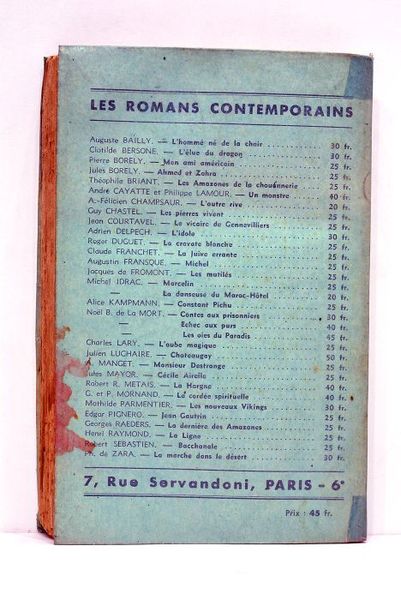 LES ROMANS CONTEMPORAINS
Auguste BAILLY. — L'homme né de la chair ........ 30 fr.
Clotilde BERSONE. — L'élue du dragon ........ 30 fr.
Pierre BORELY. — Mon ami américain ........ 25 fr.
Jules BORELY. — Ahmed et Zohra ........ 25 fr.
Théophile BRIANT. — Les Amazones de la chouannerie 25 fr.
André CAYATTE et Philippe LAMOUR. — Un monstre .. 40 fr.
A.-Félicien CHAMPSAUR. — L'autre rive ........ 20 fr.
Guy CHASTEL. — Les pierres vivent ........ 25 fr.
Jean COURTAVEL. — Le vicaire de Gennevilliers ..... 25 fr.
Adrien DELPECH. — L'idole ........ 30 fr.
Roger DUGUET. — La cravate blanche ........ 25 fr.
Claude FRANCHET. — La Juive errante ........ 25 fr.
Augustin FRANSQUE. — Michel ........ 25 fr.
Jacques de FROMONT. — Les mutilés ........ 25 fr.
Michel IDRAC. — Marcelin ........ 25 fr.
— La danseuse du Maroc-Hôtel ........ 20 fr.
Alice KAMPMANN. — Constant Pichu ........ 25 fr.
Noël B. de La MORT. — Contes aux prisonniers ........ 30 fr.
— Echec aux pars ........ 40 fr.
— Les oies du Paradis ........ 45 fr.
Charles LARY. — L'aube magique ........ 25 fr.
Julien LUCHAIRE. — Chateaugay ........ 50 fr.
A. MANGET. — Monsieur Destrange ........ 25 fr.
Jules MAYOR. — Cécile Airelle ........ 25 fr.
Robert R. METAIS. — La Hargne ........ 40 fr.
G. et P. MORNAND. — La cordée spirituelle ........ 40 fr.
Mathilde PARMENTIER. — Les nouveaux Vikings ........ 30 fr.
Edgar PIGNERO. — Jean Gautrin ........ 25 fr.
Georges RAEDERS. — La dernière des Amazones ........ 25 fr.
Henri RAYMOND. — La Ligne ........ 25 fr.
Robert SEBASTIEN. — Bacchanale ........ 25 fr.
Ph. de ZARA. — La marche dans le désert ........ 30 fr.
7, Rue Servandoni, PARIS - 6e
Prix : 45 fr.